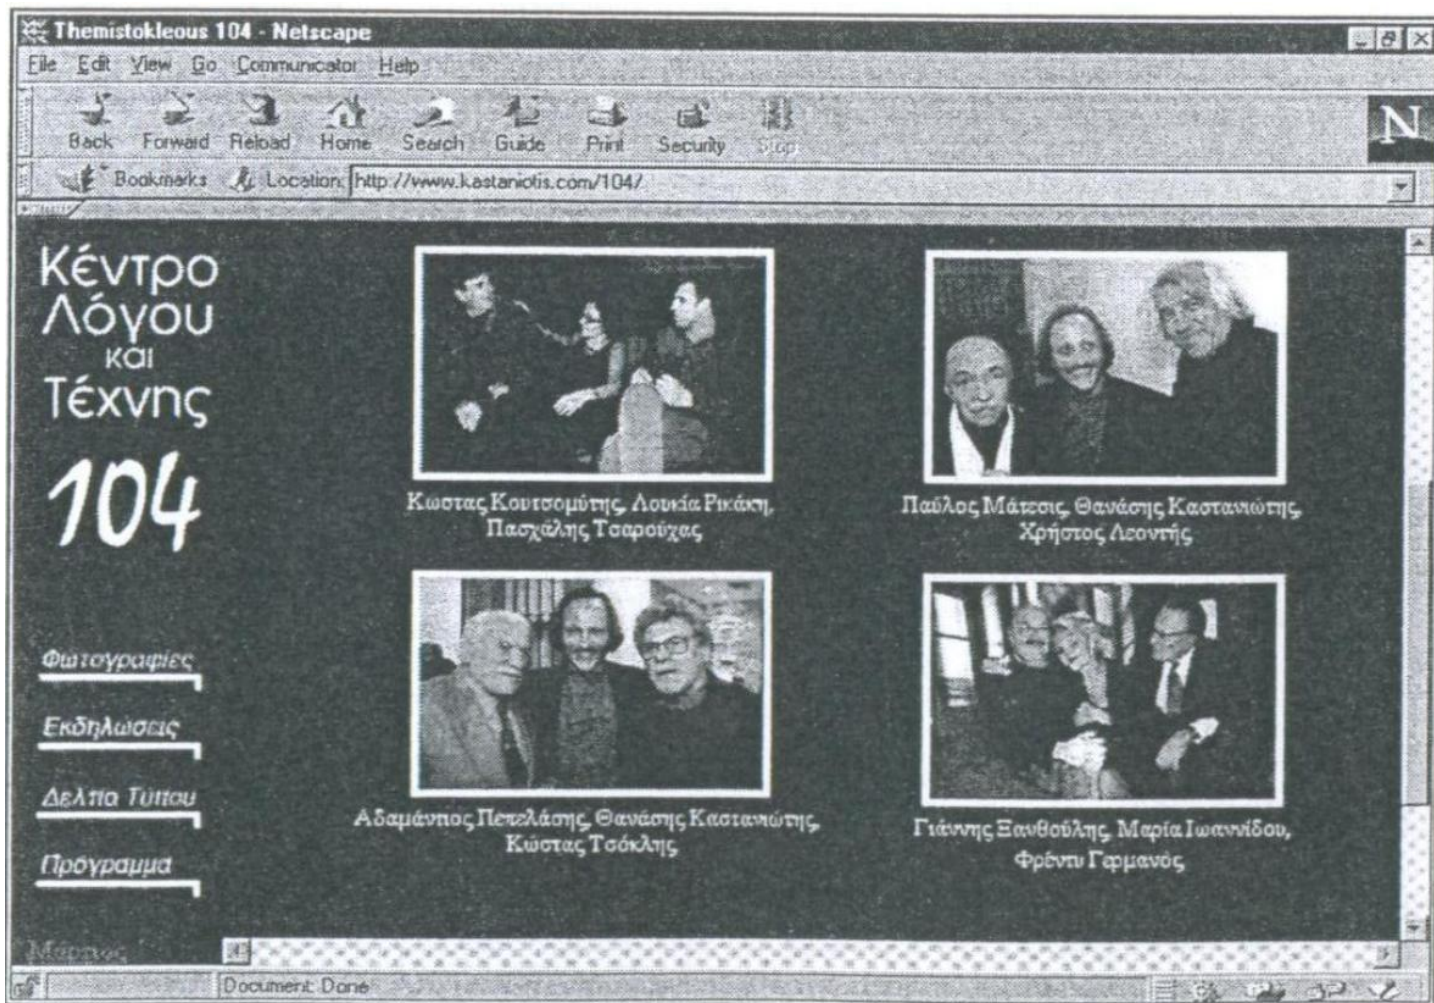 Themistokleous 104 - Netscape
File Edit View Go Communicator Help
Back Forward Reload Home Search Guide Print Security Stop
Bookmarks Location: http://www.kastaniotis.com/104/
Κέντρο
Λόγου
και
Τέχνης
104
Φωτογραφίες
Εκδηλώσεις
Δελτία Τύπου
Πρόγραμμα
Μάρτιος
Κώστας Κουτσομύτης, Λουκία Ρικάκη,
Πασχάλης Τσαρούχας
Παύλος Μάτεσις, Θανάσης Καστανιώτης,
Χρήστος Λεοντής
Αδαμάντιος Πεπελάσης, Θανάσης Καστανιώτης,
Κώστας Τσόκλης
Γιάννης Ξανθούλης, Μαρία Ιωαννίδου,
Φρέντυ Γερμανός
Document: Done